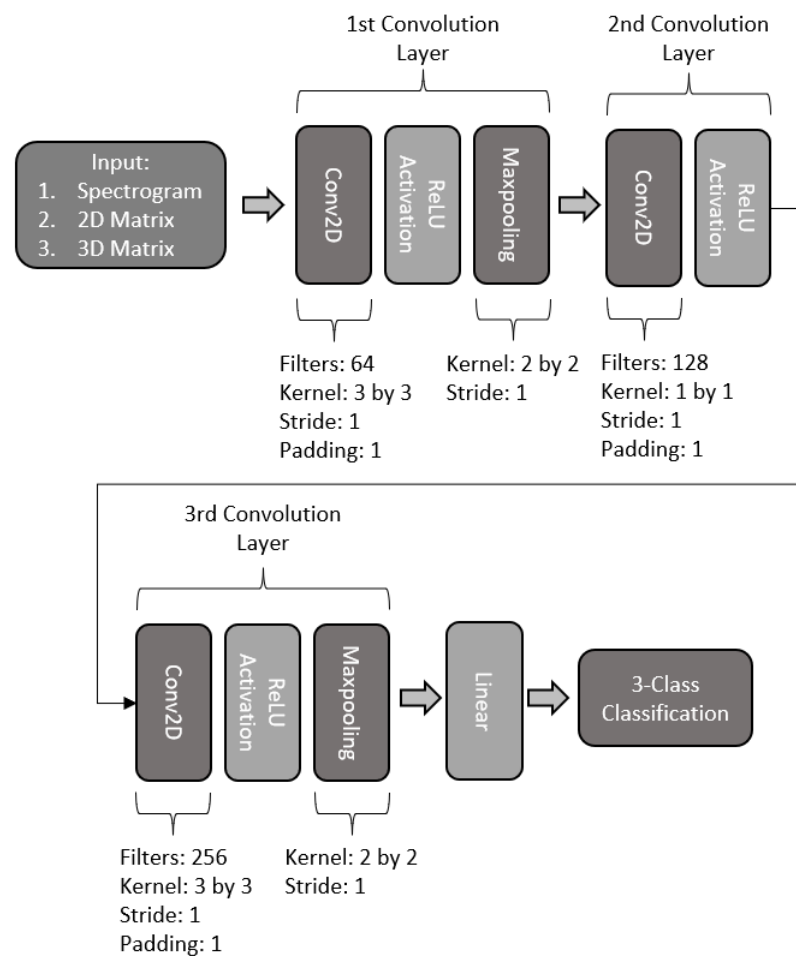 1st Convolution
Layer
2nd Convolution
Layer
Input:
1. Spectrogram
2. 2D Matrix
3. 3D Matrix
Conv2D
ReLU
Activation
Maxpooling
Conv2D
ReLU
Activation
Filters: 64
Kernel: 3 by 3
Stride: 1
Padding: 1
Kernel: 2 by 2
Stride: 1
Filters: 128
Kernel: 1 by 1
Stride: 1
Padding: 1
3rd Convolution
Layer
Conv2D
ReLU
Activation
Maxpooling
Linear
3-Class
Classification
Filters: 256
Kernel: 3 by 3
Stride: 1
Padding: 1
Kernel: 2 by 2
Stride: 1